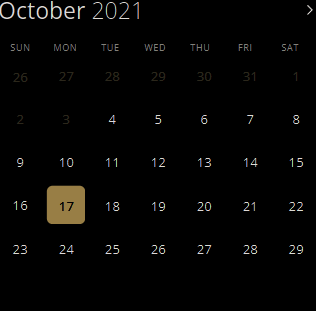 October 2021 >
SUN MON TUE WED THU FRI SAT
26 27 28 29 30 31 1
2 3 4 5 6 7 8
9 10 11 12 13 14 15
16 17 18 19 20 21 22
23 24 25 26 27 28 29